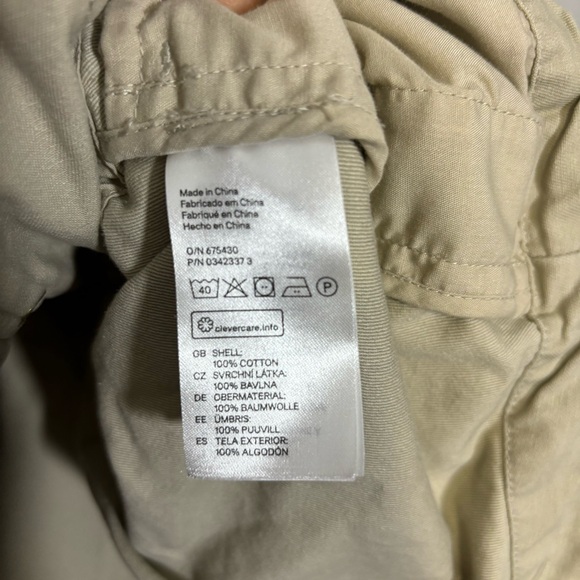 Made in China
Fabricado em China
Fabriqué en China
Hecho en China
O/N 675430
P/N 0342337 3
40 P
clevercare.info
GB SHELL:
100% COTTON
CZ SVRCHNÍ LÁTKA:
100% BAVLNA
DE OBERMATERIAL:
100% BAUMWOLLE
EE ÜMBRIS:
100% PUUVILL
ES TELA EXTERIOR:
100% ALGODÓN